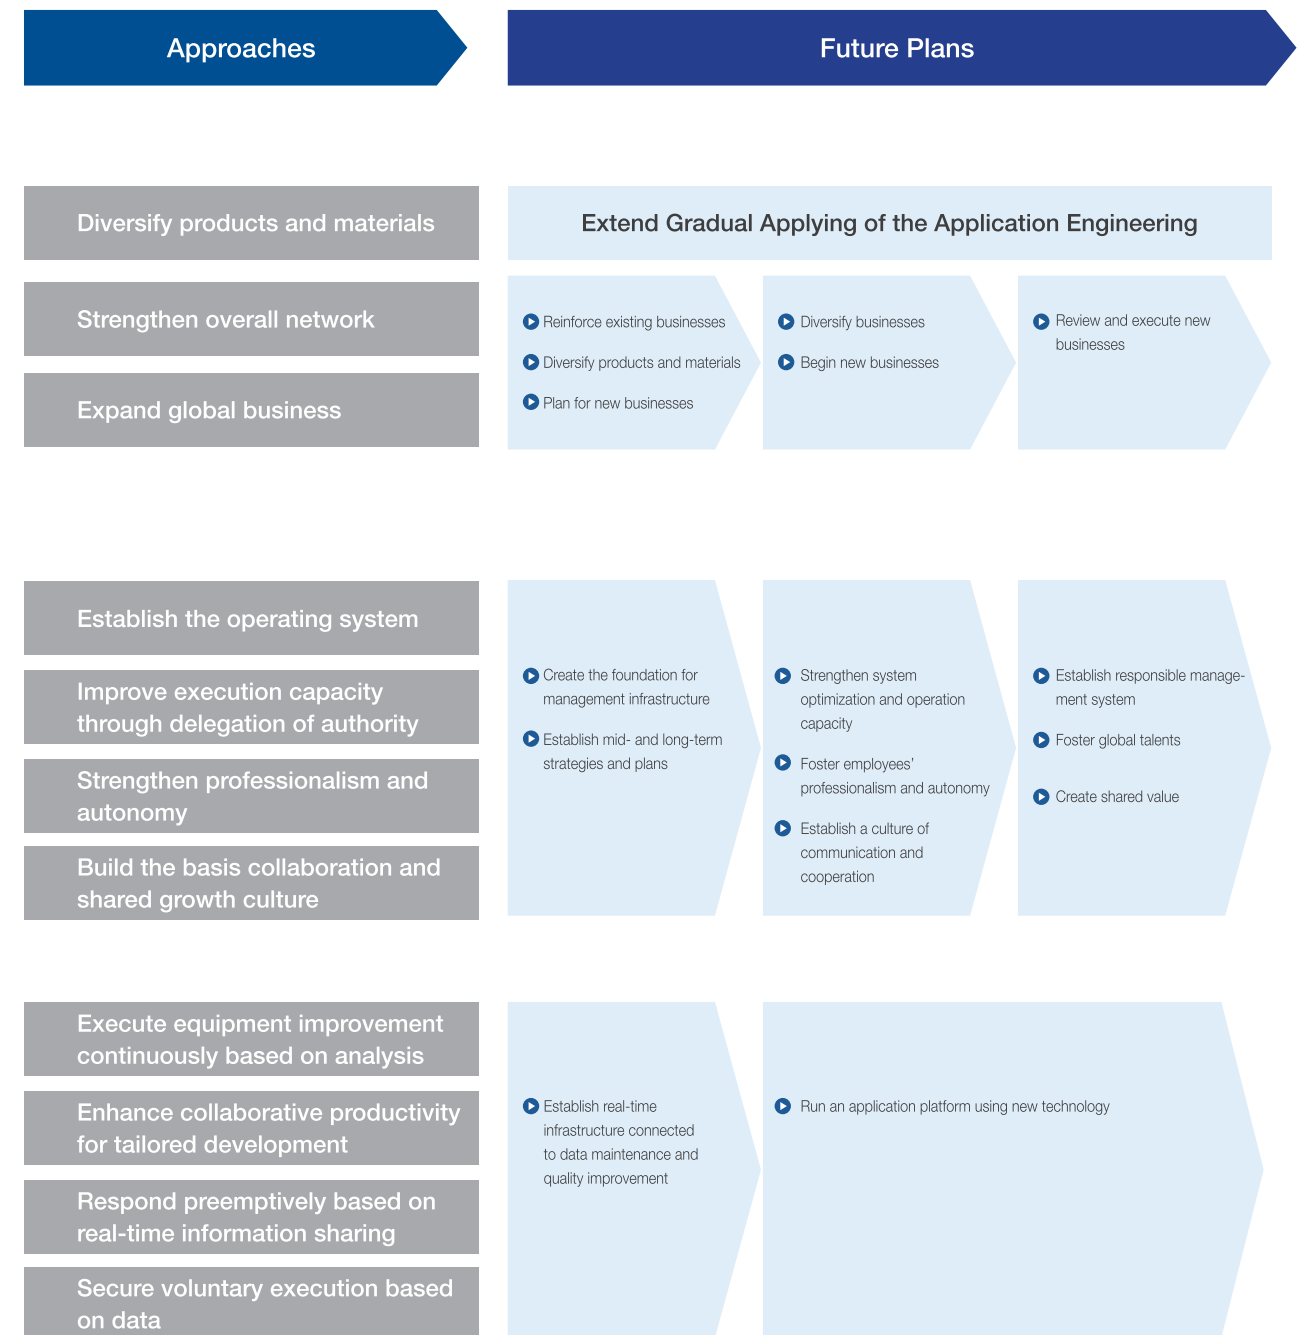 Approaches
Future Plans
Diversify products and materials
Strengthen overall network
Expand global business
Extend Gradual Applying of the Application Engineering
Reinforce existing businesses
Diversify products and materials
Plan for new businesses
Diversify businesses
Begin new businesses
Review and execute new
businesses
Establish the operating system
Improve execution capacity
through delegation of authority
Strengthen professionalism and
autonomy
Build the basis collaboration and
shared growth culture
Create the foundation for
management infrastructure
Establish mid- and long-term
strategies and plans
Strengthen system
optimization and operation
capacity
Foster employees’
professionalism and autonomy
Establish a culture of
communication and
cooperation
Establish responsible manage-
ment system
Foster global talents
Create shared value
Execute equipment improvement
continuously based on analysis
Enhance collaborative productivity
for tailored development
Respond preemptively based on
real-time information sharing
Secure voluntary execution based
on data
Establish real-time
infrastructure connected
to data maintenance and
quality improvement
Run an application platform using new technology